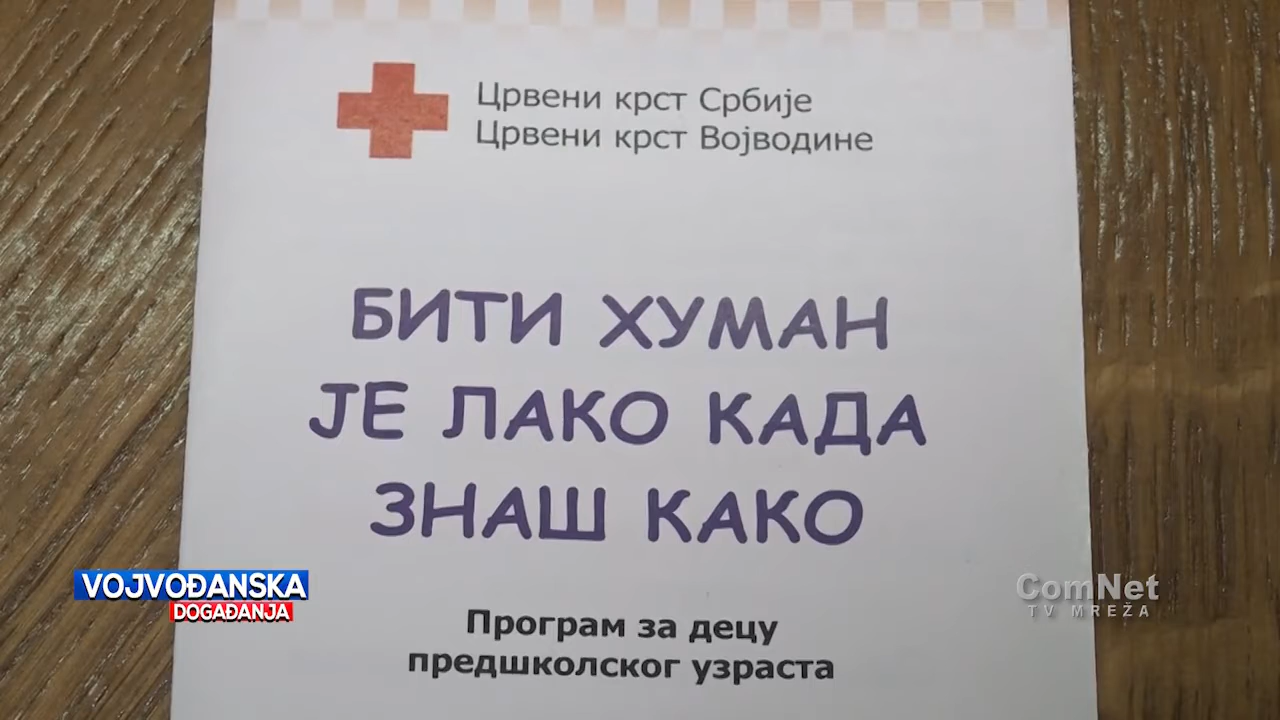 Црвени крст Србије
Црвени крст Војводине
БИТИ ХУМАН
ЈЕ ЛАКО КАДА
ЗНАШ КАКО
Програм за децу
предшколског узраста
VOJVOĐANSKA
DOGAĐANJA
ComNet
TV MREŽA